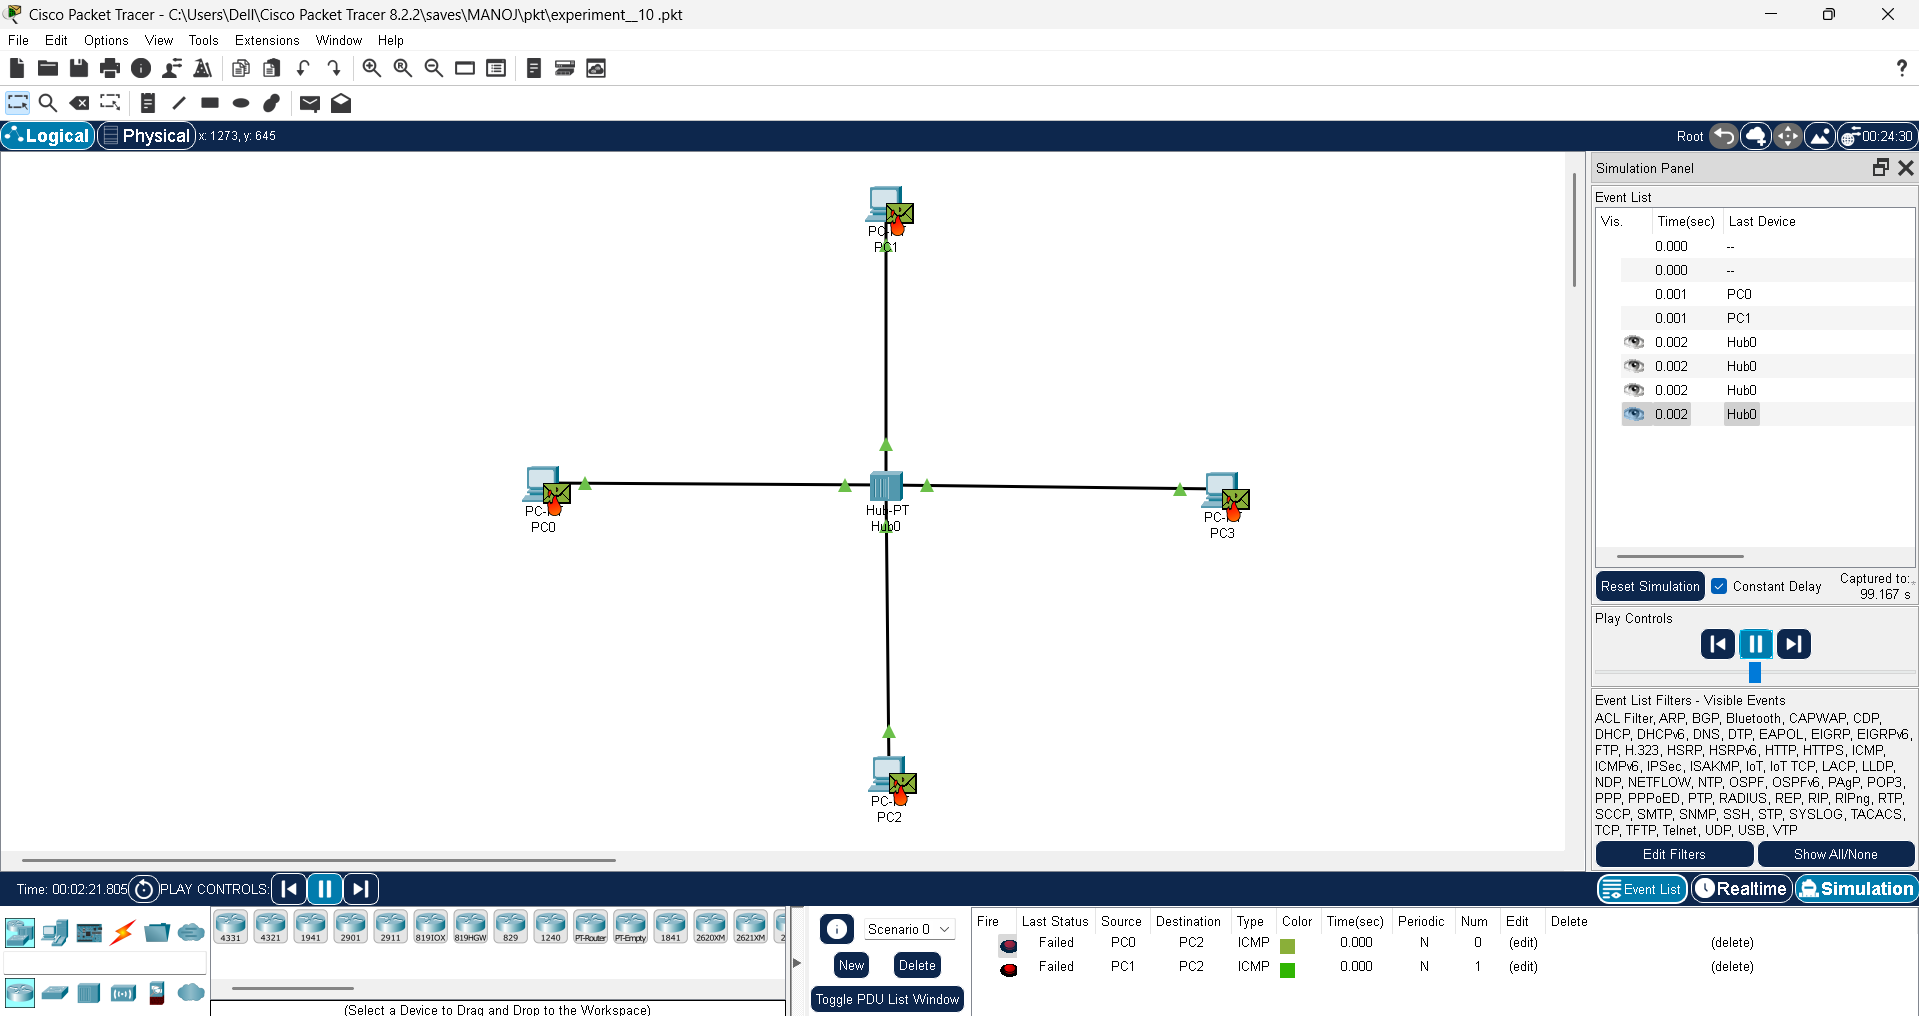 Cisco Packet Tracer - C:\Users\Dell\Cisco Packet Tracer 8.2.2\saves\MANOJ\pkt\experiment__10 .pkt
File Edit Options View Tools Extensions Window Help
?
Logical Physical x: 1273, y: 645
Root 00:24:30
PC1
PC0
Hub-PT
Hub0
PC3
PC2
Simulation Panel
Event List
Vis. Time(sec) Last Device
0.000 --
0.000 --
0.001 PC0
0.001 PC1
0.002 Hub0
0.002 Hub0
0.002 Hub0
0.002 Hub0
Reset Simulation Constant Delay Captured to:
99.167 s
Play Controls
Event List Filters - Visible Events
ACL Filter, ARP, BGP, Bluetooth, CAPWAP, CDP,
DHCP, DHCPv6, DNS, DTP, EAPOL, EIGRP, EIGRPv6,
FTP, H.323, HSRP, HSRPv6, HTTP, HTTPS, ICMP,
ICMPv6, IPSec, ISAKMP, IoT, IoT TCP, LACP, LLDP,
NDP, NETFLOW, NTP, OSPF, OSPFv6, PAgP, POP3,
PPP, PPPoED, PTP, RADIUS, REP, RIP, RIPng, RTP,
SCCP, SMTP, SNMP, SSH, STP, SYSLOG, TACACS,
TCP, TFTP, Telnet, UDP, USB, VTP
Edit Filters Show All/None
Time: 00:02:21.805 PLAY CONTROLS:
Event List Realtime Simulation
4331 4321 1941 2901 2911 819IOX 819HGW 829 1240 PT-Router PT-Empty 1841 2620XM 2621XM
(Select a Device to Drag and Drop to the Workspace)
Scenario 0
New Delete
Toggle PDU List Window
Fire Last Status Source Destination Type Color Time(sec) Periodic Num Edit Delete
Failed PC0 PC2 ICMP 0.000 N 0 (edit) (delete)
Failed PC1 PC2 ICMP 0.000 N 1 (edit) (delete)